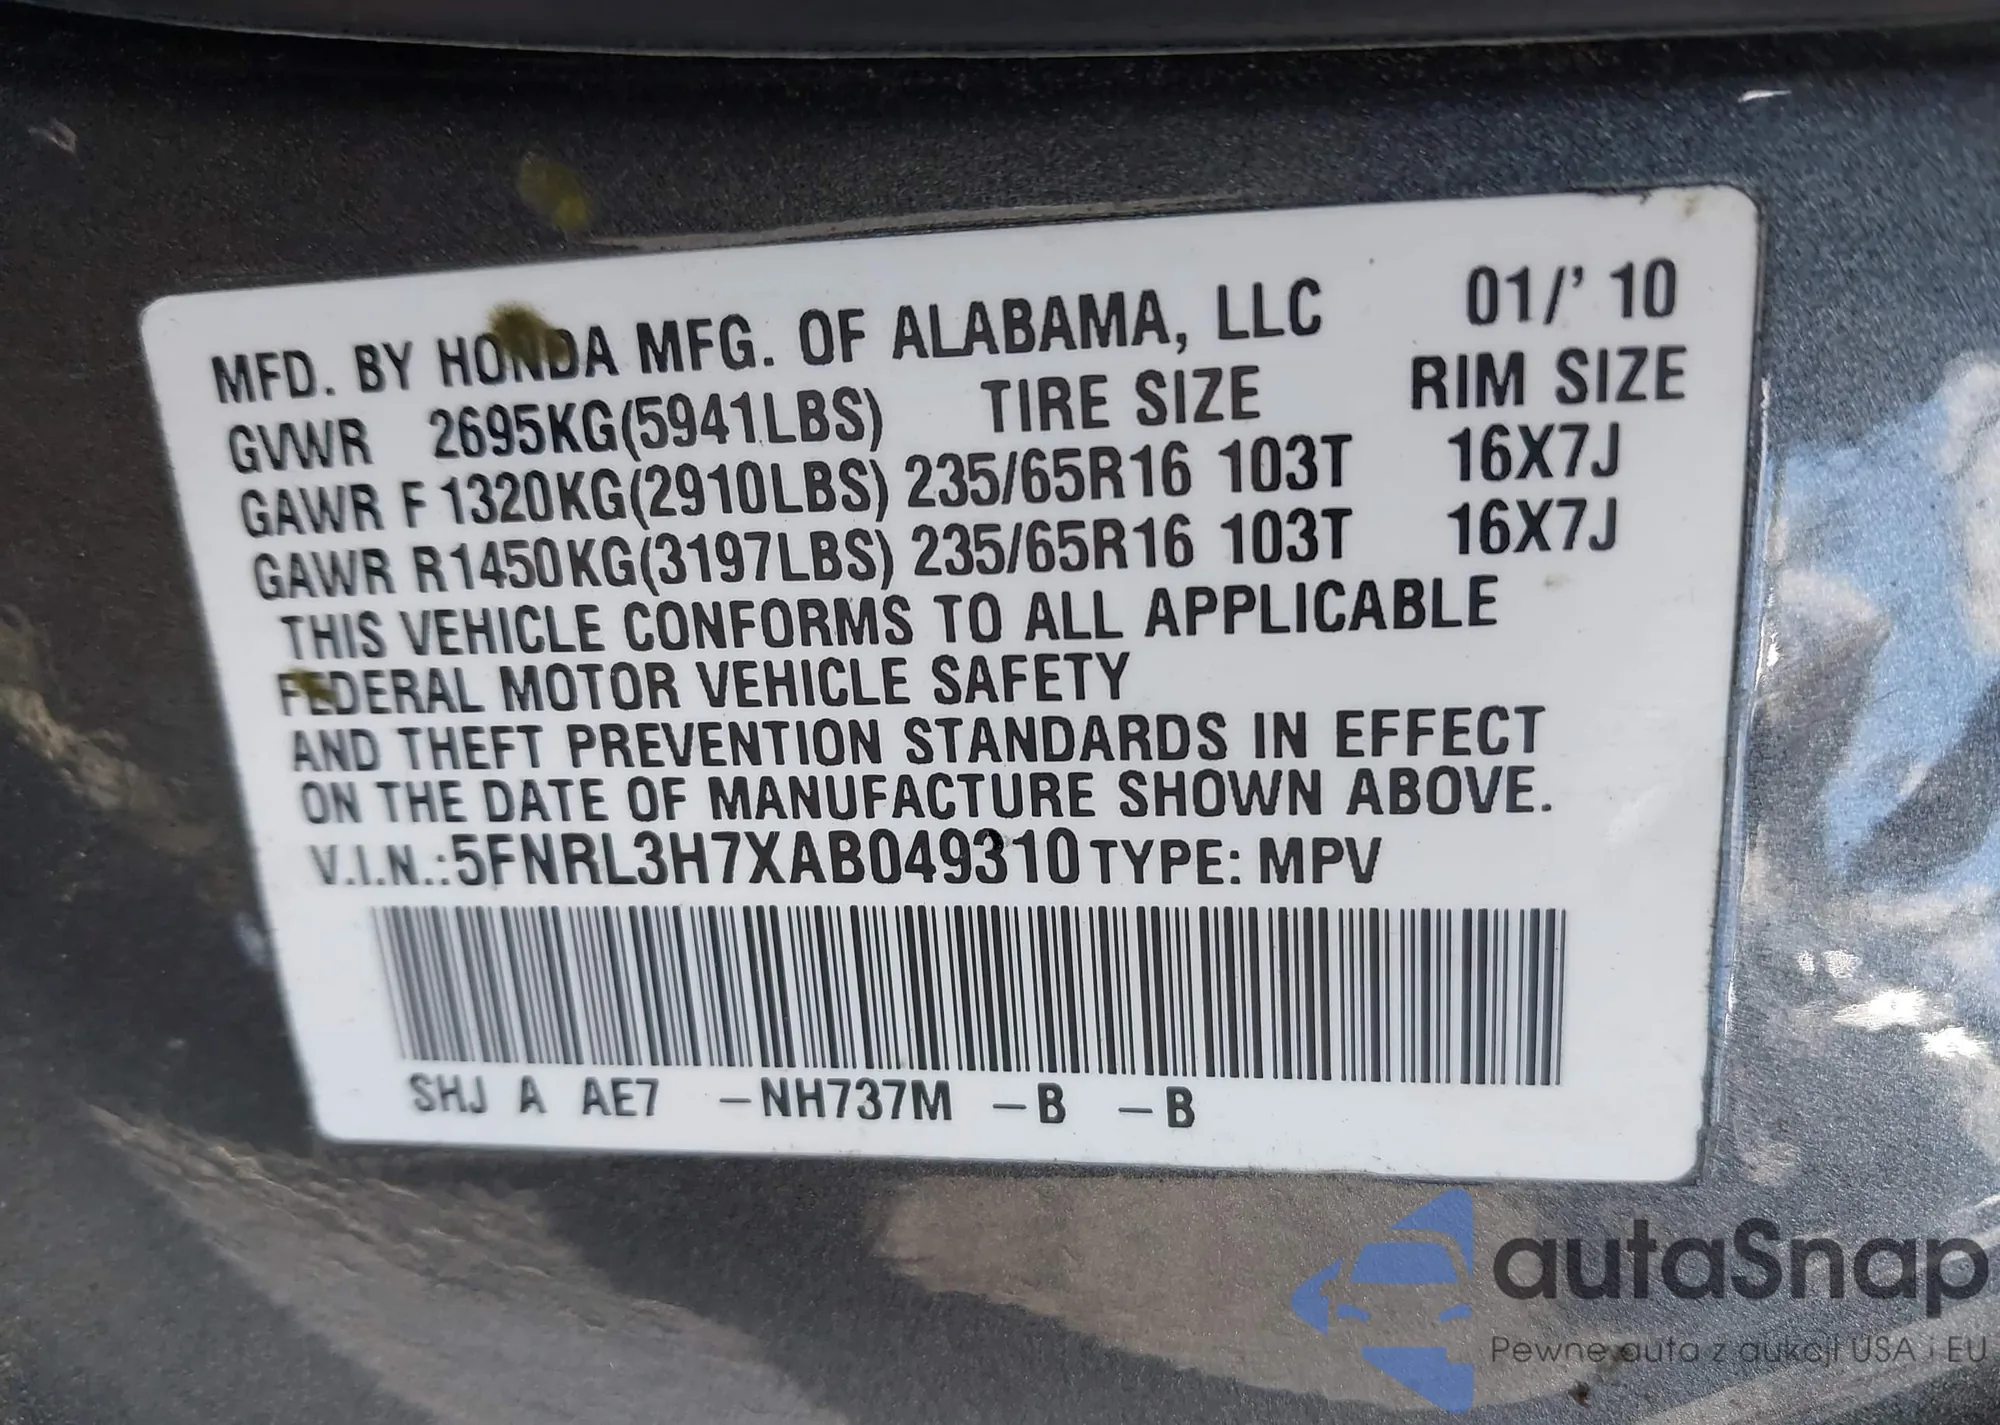 MFD. BY HONDA MFG. OF ALABAMA, LLC 01/' 10
GVWR 2695KG(5941LBS) TIRE SIZE RIM SIZE
GAWR F 1320KG(2910LBS) 235/65R16 103T 16X7J
GAWR R1450KG(3197LBS) 235/65R16 103T 16X7J
THIS VEHICLE CONFORMS TO ALL APPLICABLE
FEDERAL MOTOR VEHICLE SAFETY
AND THEFT PREVENTION STANDARDS IN EFFECT
ON THE DATE OF MANUFACTURE SHOWN ABOVE.
V.I.N.:5FNRL3H7XAB049310 TYPE: MPV
SHJ A AE7 -NH737M -B -B
autaSnap
Pewne auta z aukcji USA i EU